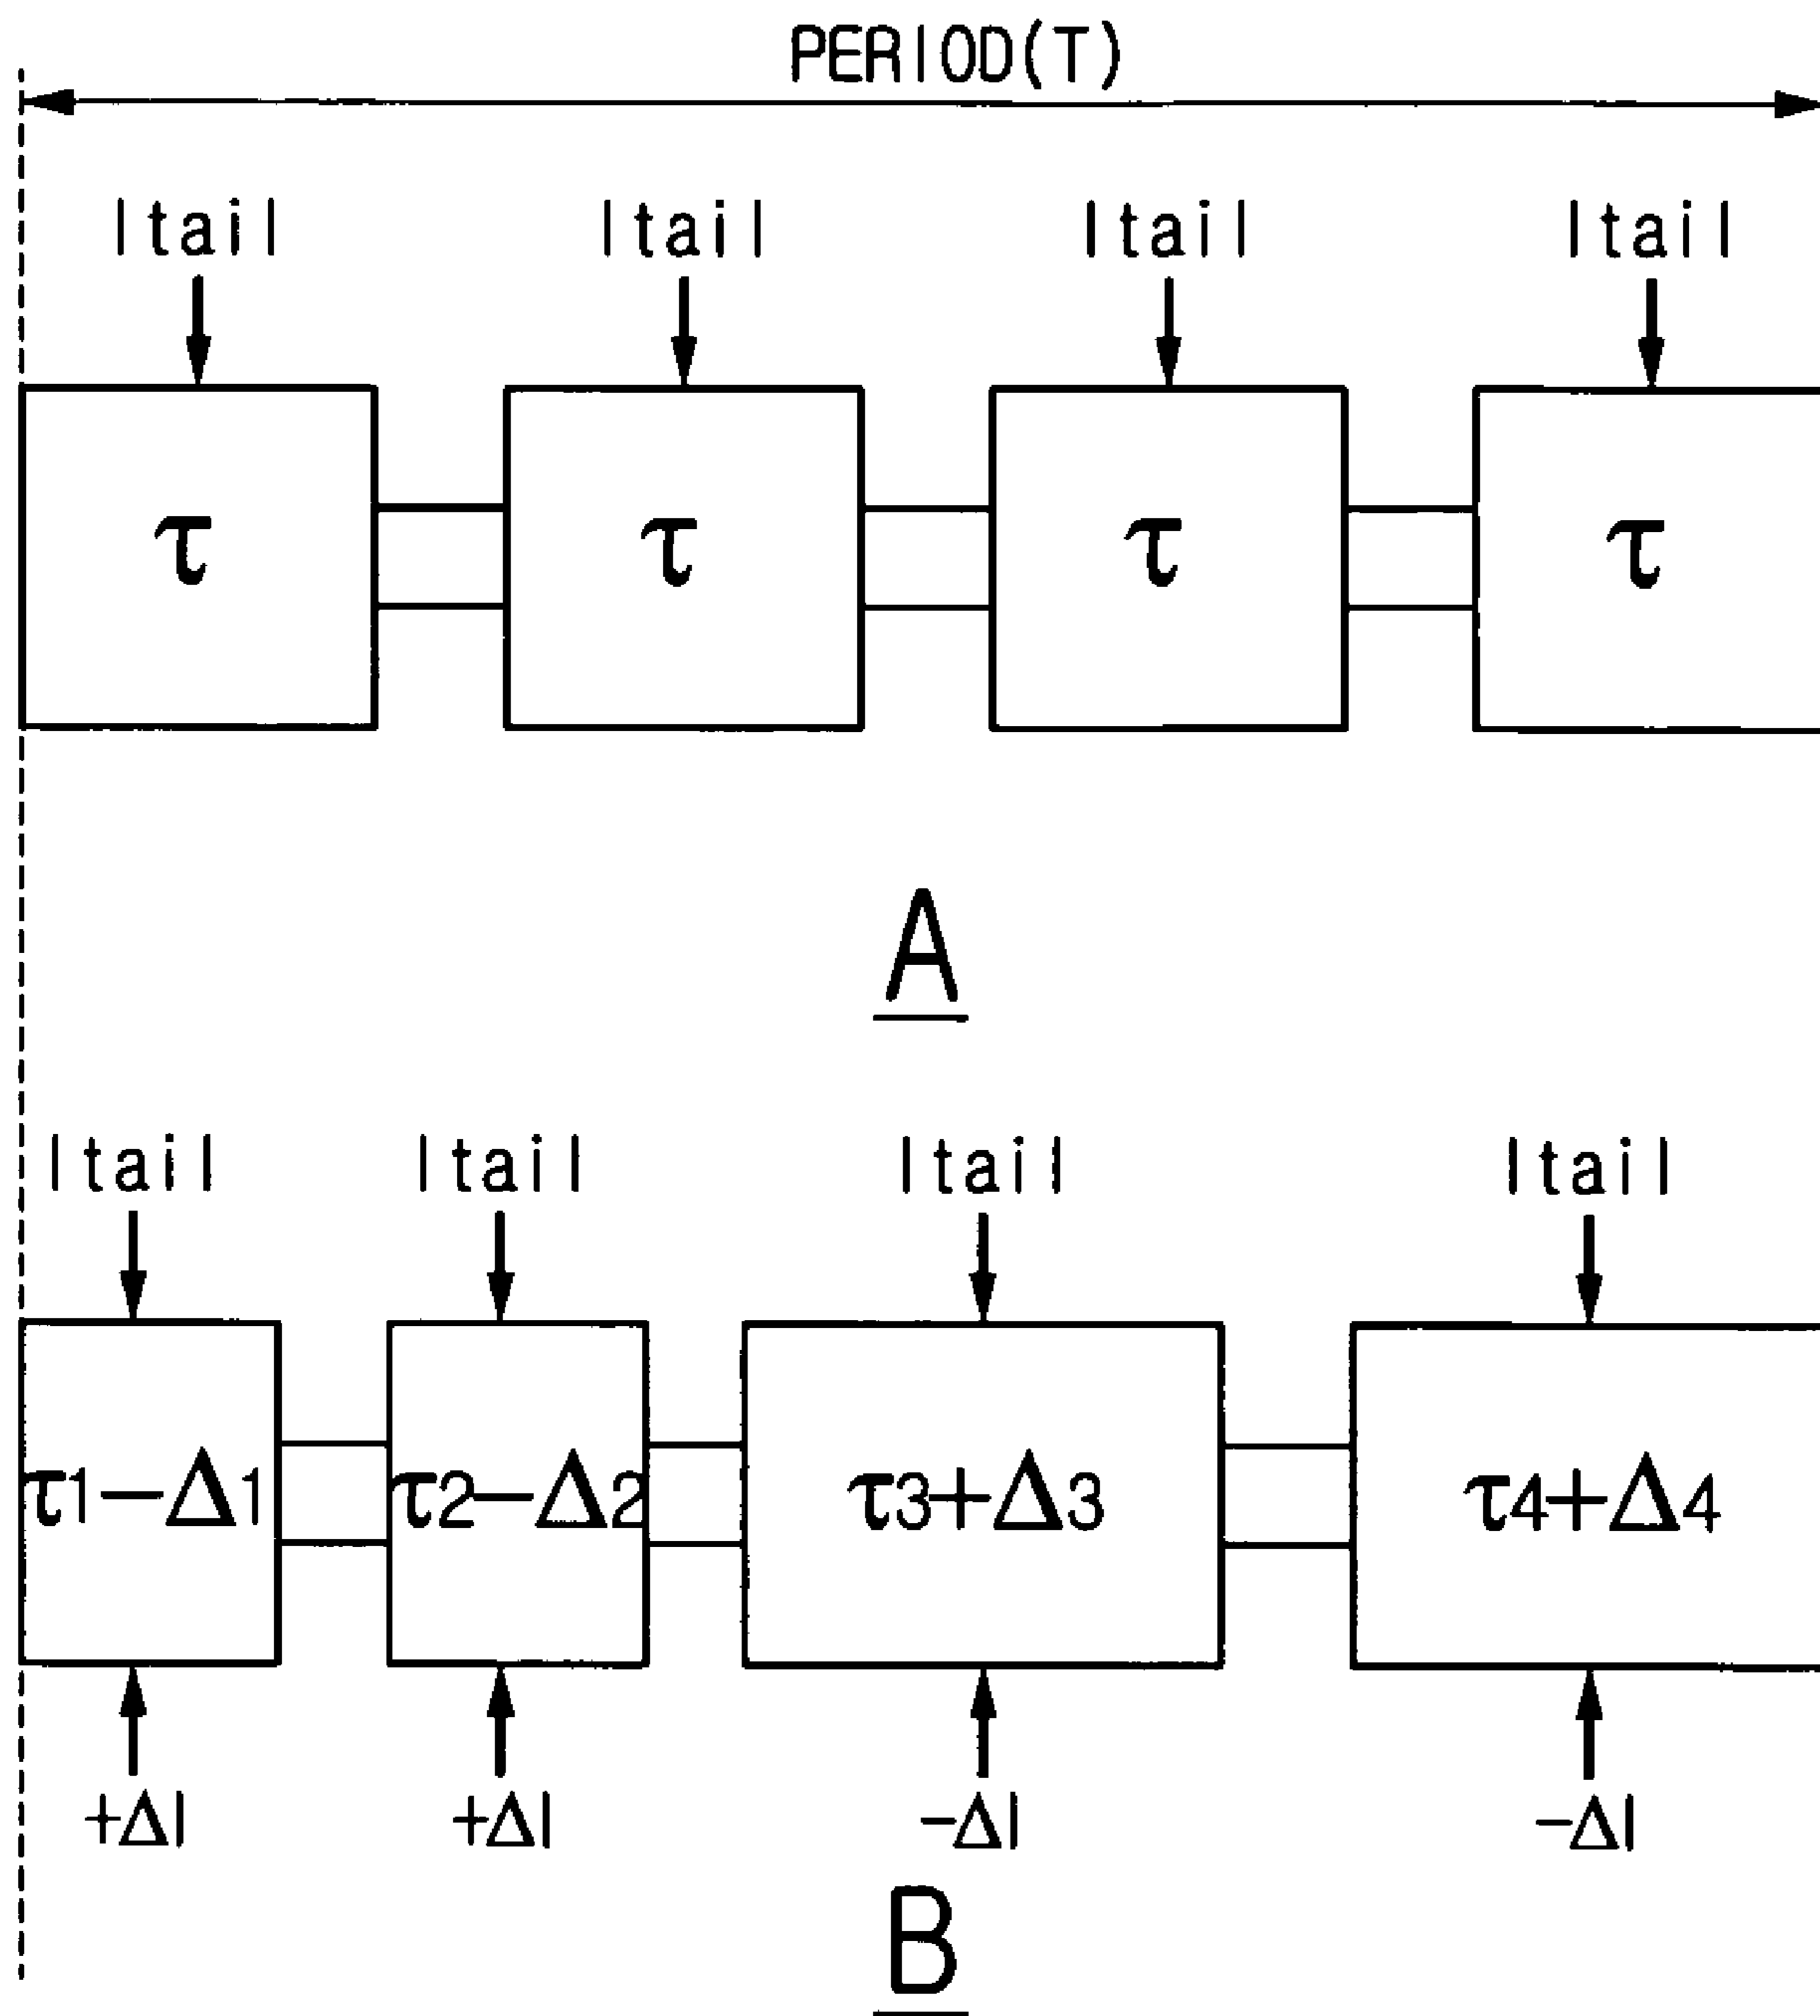 PERIOD(T)
Itail Itail Itail Itail
τ τ τ τ
A
Itail Itail Itail Itail
τ1−Δ1 τ2−Δ2 τ3+Δ3 τ4+Δ4
+ΔI +ΔI −ΔI −ΔI
B